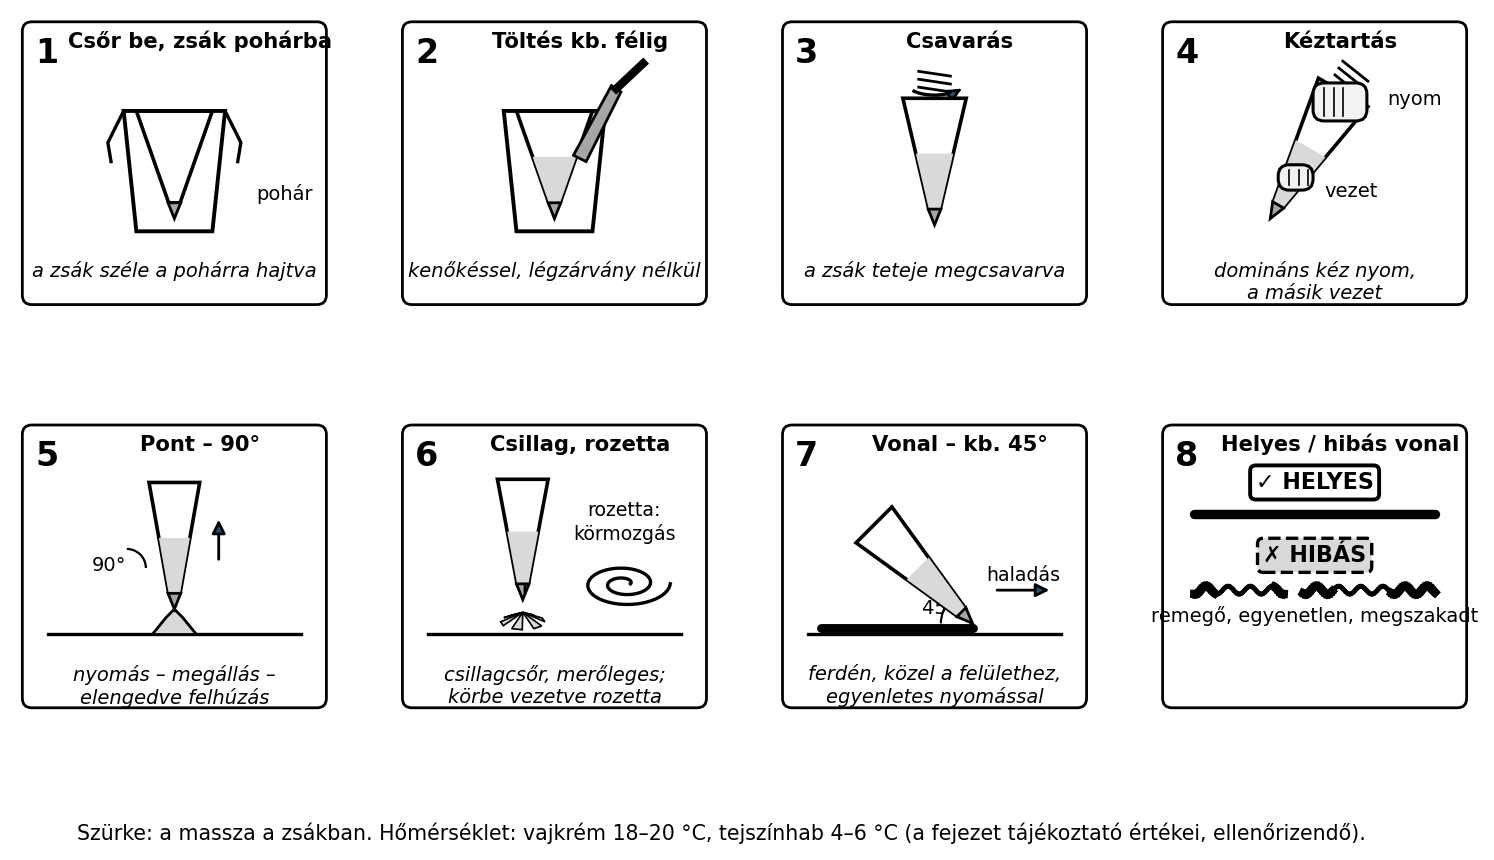 1 Csőr be, zsák pohárba
pohár
a zsák széle a pohárra hajtva
2 Töltés kb. félig
kenőkéssel, légzárvány nélkül
3 Csavarás
a zsák teteje megcsavarva
4 Kéztartás
nyom
vezet
domináns kéz nyom,
a másik vezet
5 Pont – 90°
90°
nyomás – megállás –
elengedve felhúzás
6 Csillag, rozetta
rozetta:
körmozgás
csillagcsőr, merőleges;
körbe vezetve rozetta
7 Vonal – kb. 45°
haladás
45
ferdén, közel a felülethez,
egyenletes nyomással
8 Helyes / hibás vonal
✓ HELYES
✗ HIBÁS
remegő, egyenetlen, megszakadt
Szürke: a massza a zsákban. Hőmérséklet: vajkrém 18–20 °C, tejszínhab 4–6 °C (a fejezet tájékoztató értékei, ellenőrizendő).